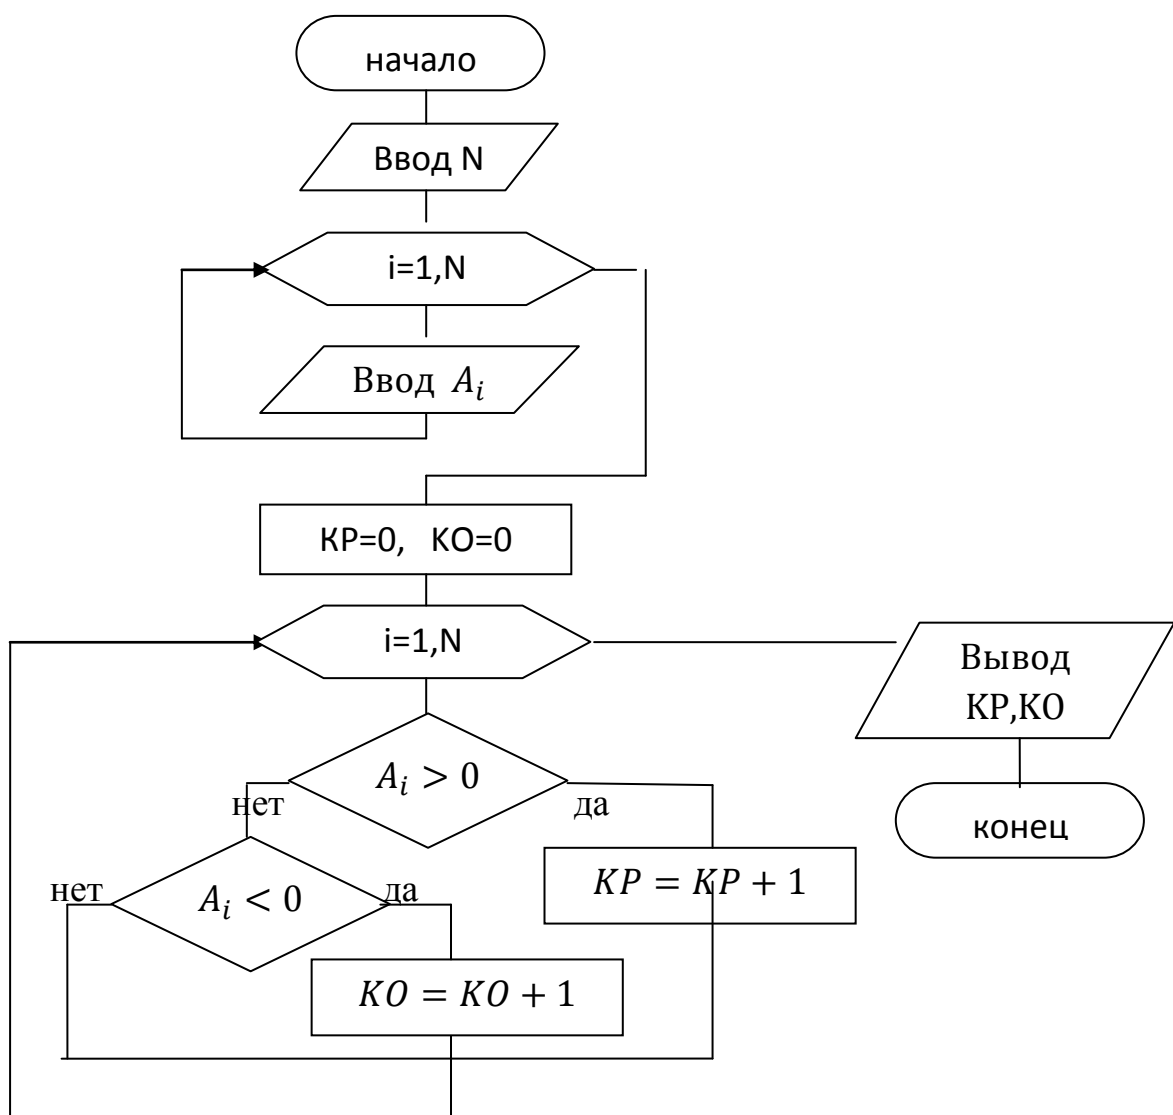 начало
Ввод N
i=1,N
Ввод A_i
КР=0, КО=0
i=1,N
Вывод
КР,КО
A_i > 0
нет
да
конец
A_i < 0
нет
да
KP = KP + 1
KO = KO + 1